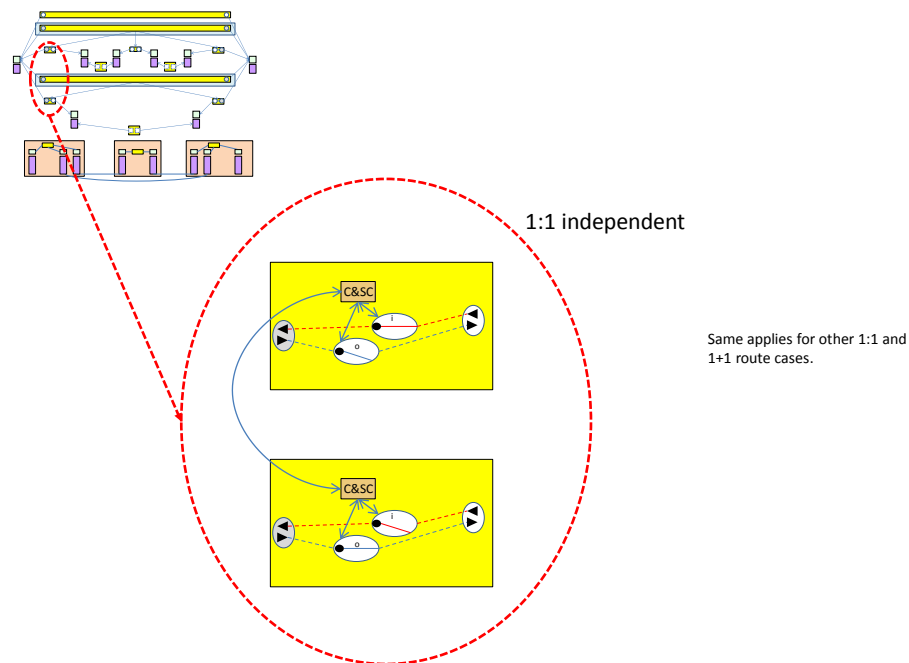 1:1 independent
C&SC
i
o
Same applies for other 1:1 and
1+1 route cases.
C&SC
i
o